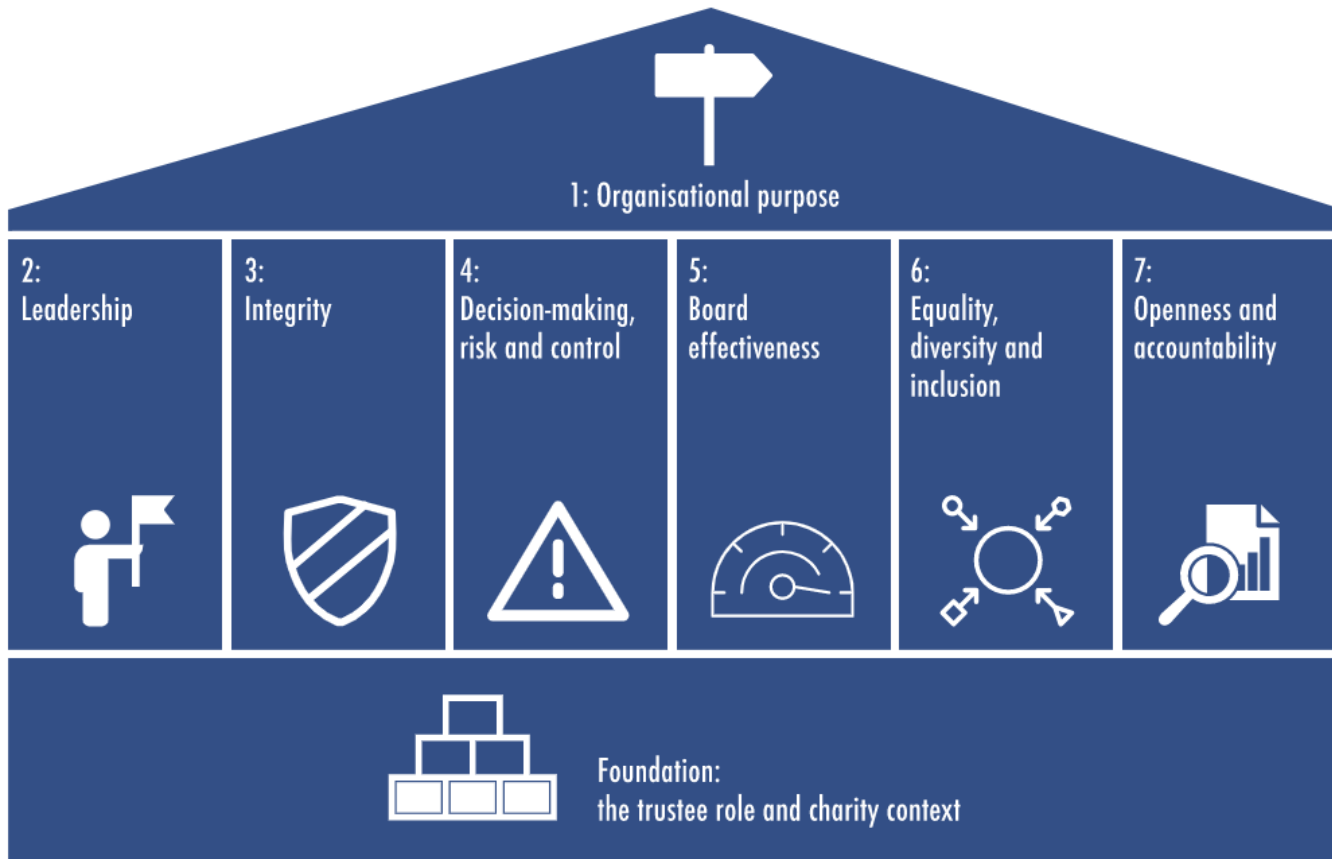 1: Organisational purpose
2:
Leadership
3:
Integrity
4:
Decision-making,
risk and control
5:
Board
effectiveness
6:
Equality,
diversity and
inclusion
7:
Openness and
accountability
Foundation:
the trustee role and charity context